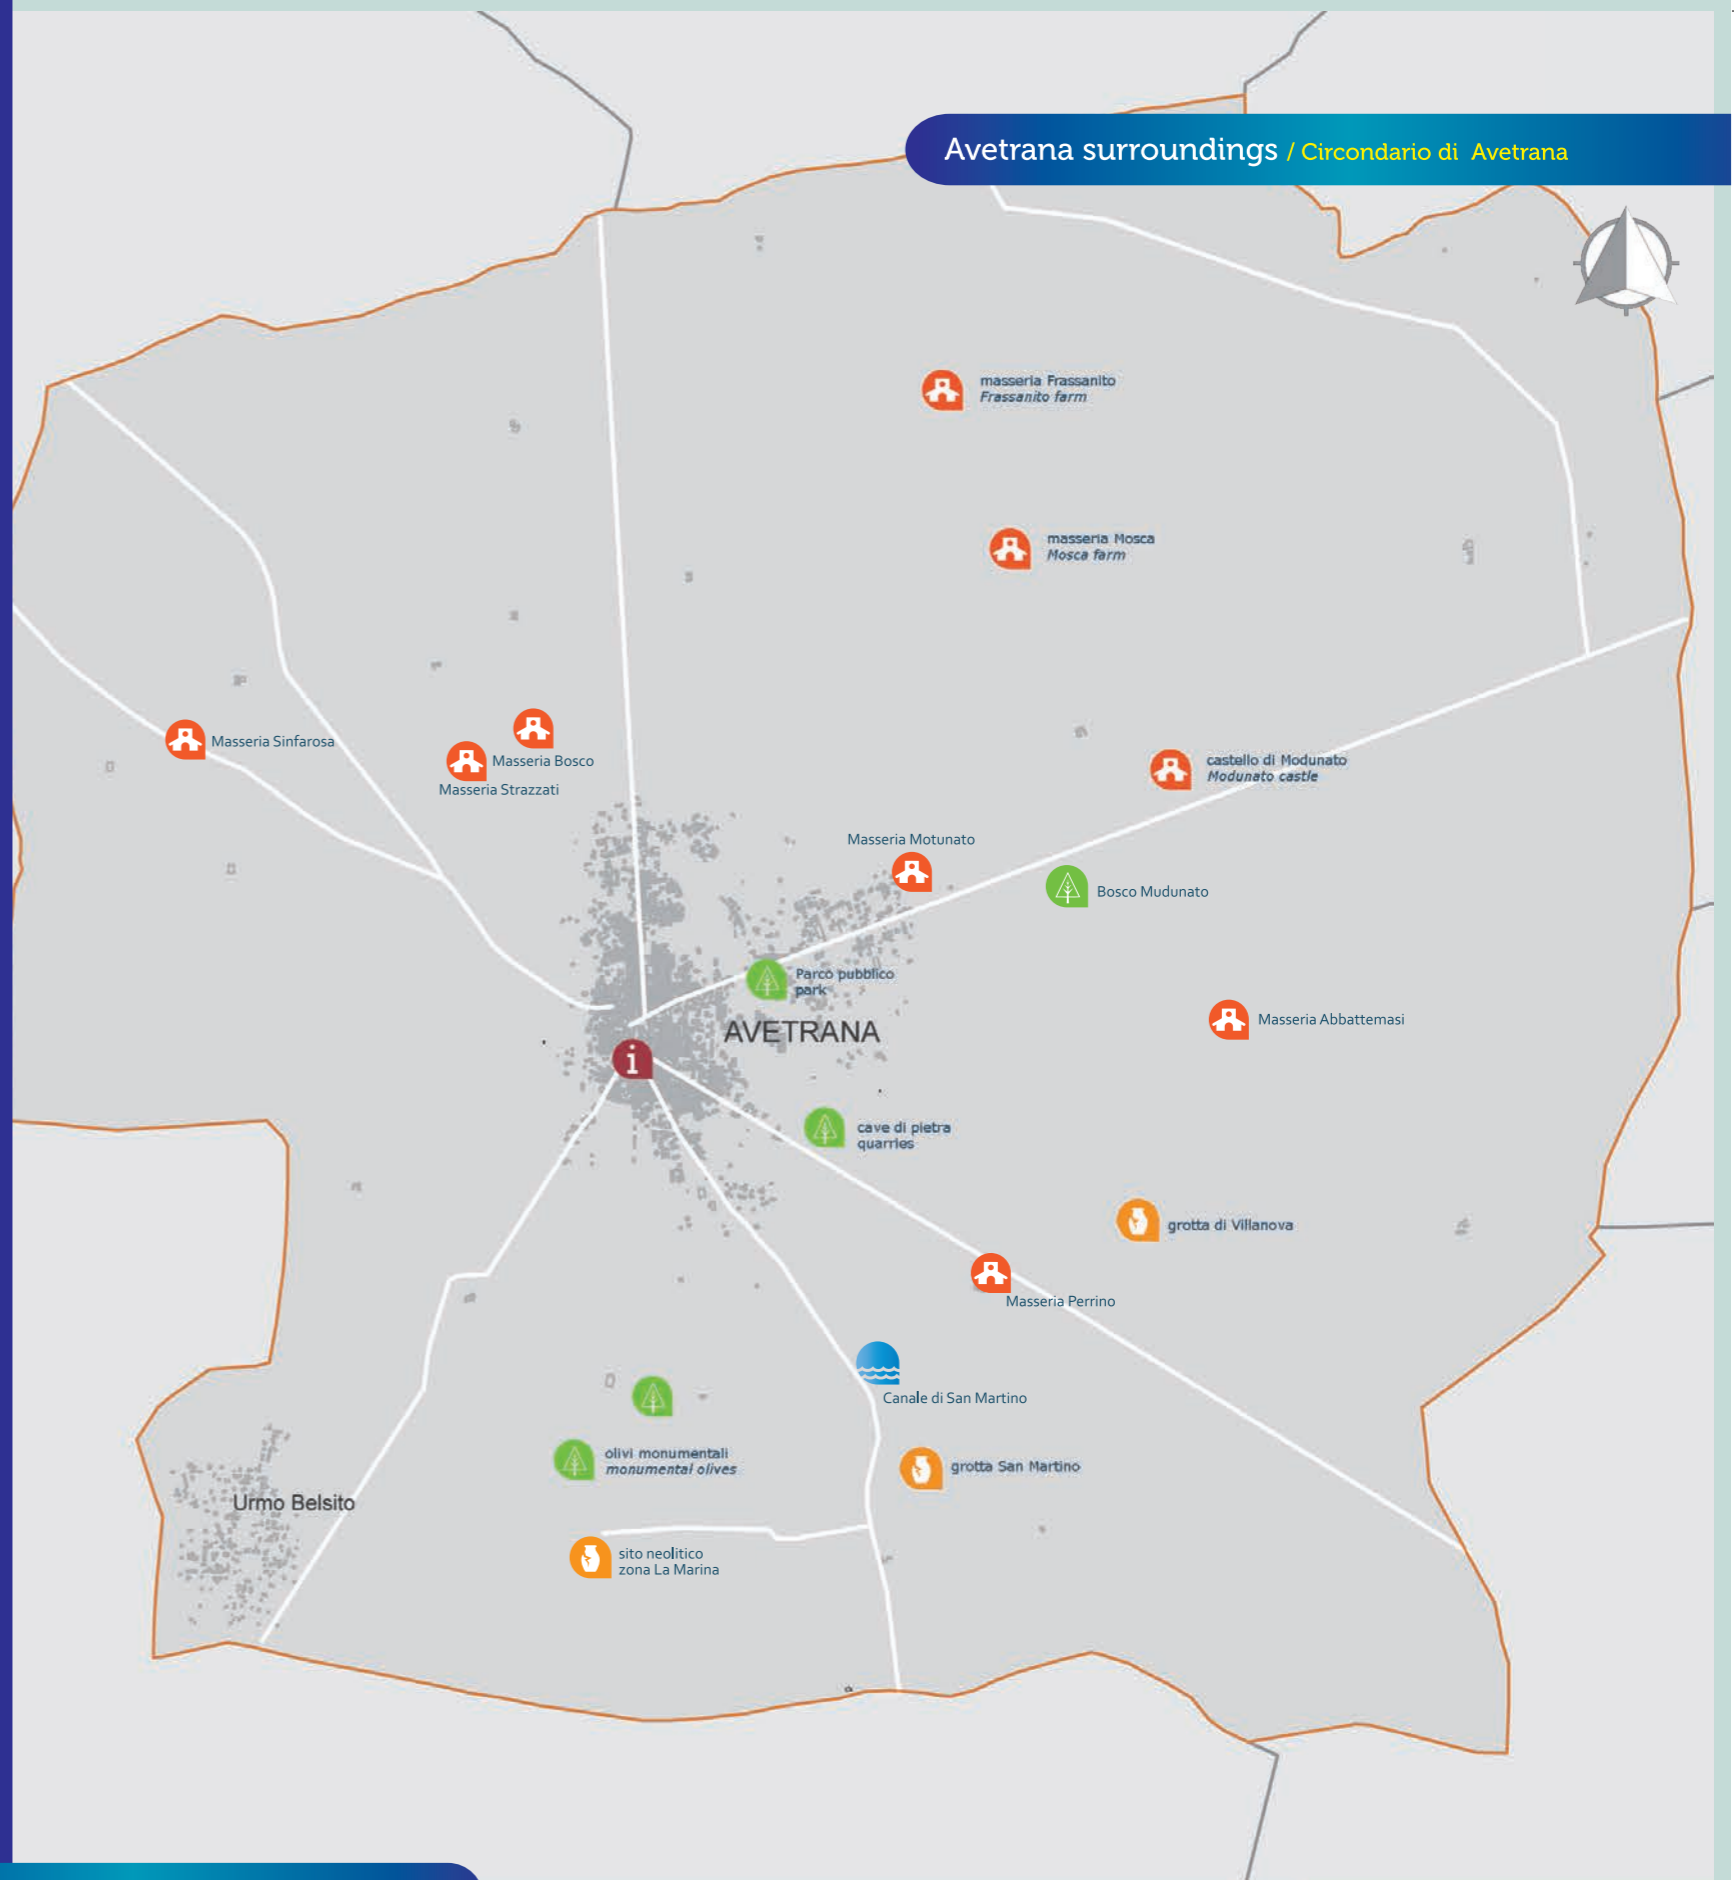 Avetrana surroundings / Circondario di Avetrana
masseria Frassanito
Frassanito farm
masseria Mosca
Mosca farm
Masseria Sinfarosa
Masseria Bosco
Masseria Strazzati
castello di Modunato
Modunato castle
Masseria Motunato
Bosco Mudunato
Parco pubblico
park
AVETRANA
Masseria Abbattemasi
i
cave di pietra
quarries
grotta di Villanova
Masseria Perrino
Canale di San Martino
olivi monumentali
monumental olives
grotta San Martino
Urmo Belsito
sito neolitico
zona La Marina